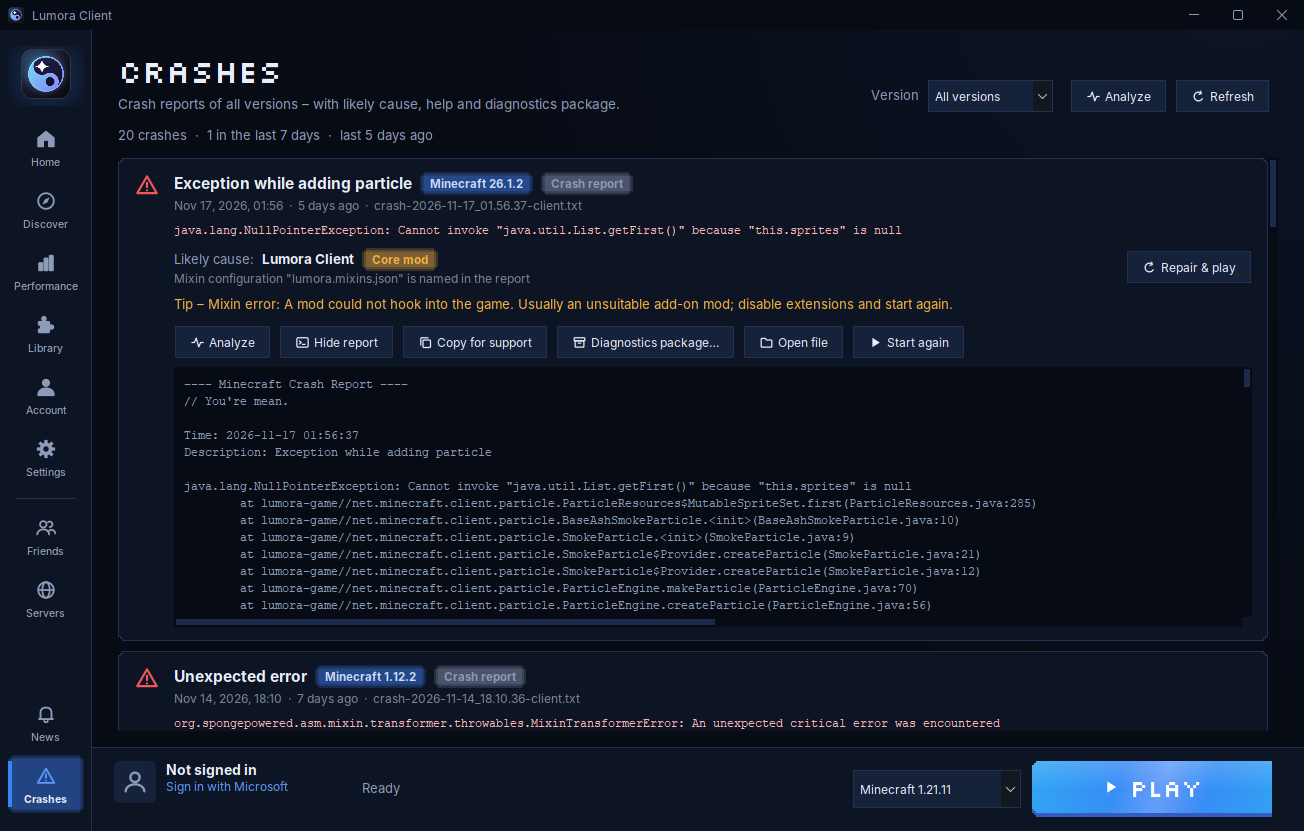 Lumora Client
CRASHES
Crash reports of all versions – with likely cause, help and diagnostics package.
Version
All versions
Analyze
Refresh
20 crashes · 1 in the last 7 days · last 5 days ago
Home
Discover
Performance
Library
Account
Settings
Friends
Servers
News
Crashes
Exception while adding particle
Minecraft 26.1.2
Crash report
Nov 17, 2026, 01:56 · 5 days ago · crash-2026-11-17_01.56.37-client.txt
java.lang.NullPointerException: Cannot invoke "java.util.List.getFirst()" because "this.sprites" is null
Likely cause: Lumora Client
Core mod
Mixin configuration "lumora.mixins.json" is named in the report
Repair & play
Tip – Mixin error: A mod could not hook into the game. Usually an unsuitable add-on mod; disable extensions and start again.
Analyze
Hide report
Copy for support
Diagnostics package...
Open file
Start again
---- Minecraft Crash Report ----
// You're mean.
Time: 2026-11-17 01:56:37
Description: Exception while adding particle
java.lang.NullPointerException: Cannot invoke "java.util.List.getFirst()" because "this.sprites" is null
at lumora-game//net.minecraft.client.particle.ParticleResources$MutableSpriteSet.first(ParticleResources.java:285)
at lumora-game//net.minecraft.client.particle.BaseAshSmokeParticle.<init>(BaseAshSmokeParticle.java:10)
at lumora-game//net.minecraft.client.particle.SmokeParticle.<init>(SmokeParticle.java:9)
at lumora-game//net.minecraft.client.particle.SmokeParticle$Provider.createParticle(SmokeParticle.java:21)
at lumora-game//net.minecraft.client.particle.SmokeParticle$Provider.createParticle(SmokeParticle.java:12)
at lumora-game//net.minecraft.client.particle.ParticleEngine.makeParticle(ParticleEngine.java:70)
at lumora-game//net.minecraft.client.particle.ParticleEngine.createParticle(ParticleEngine.java:56)
Unexpected error
Minecraft 1.12.2
Crash report
Nov 14, 2026, 18:10 · 7 days ago · crash-2026-11-14_18.10.36-client.txt
org.spongepowered.asm.mixin.transformer.throwables.MixinTransformerError: An unexpected critical error was encountered
Not signed in
Sign in with Microsoft
Ready
Minecraft 1.21.11
PLAY